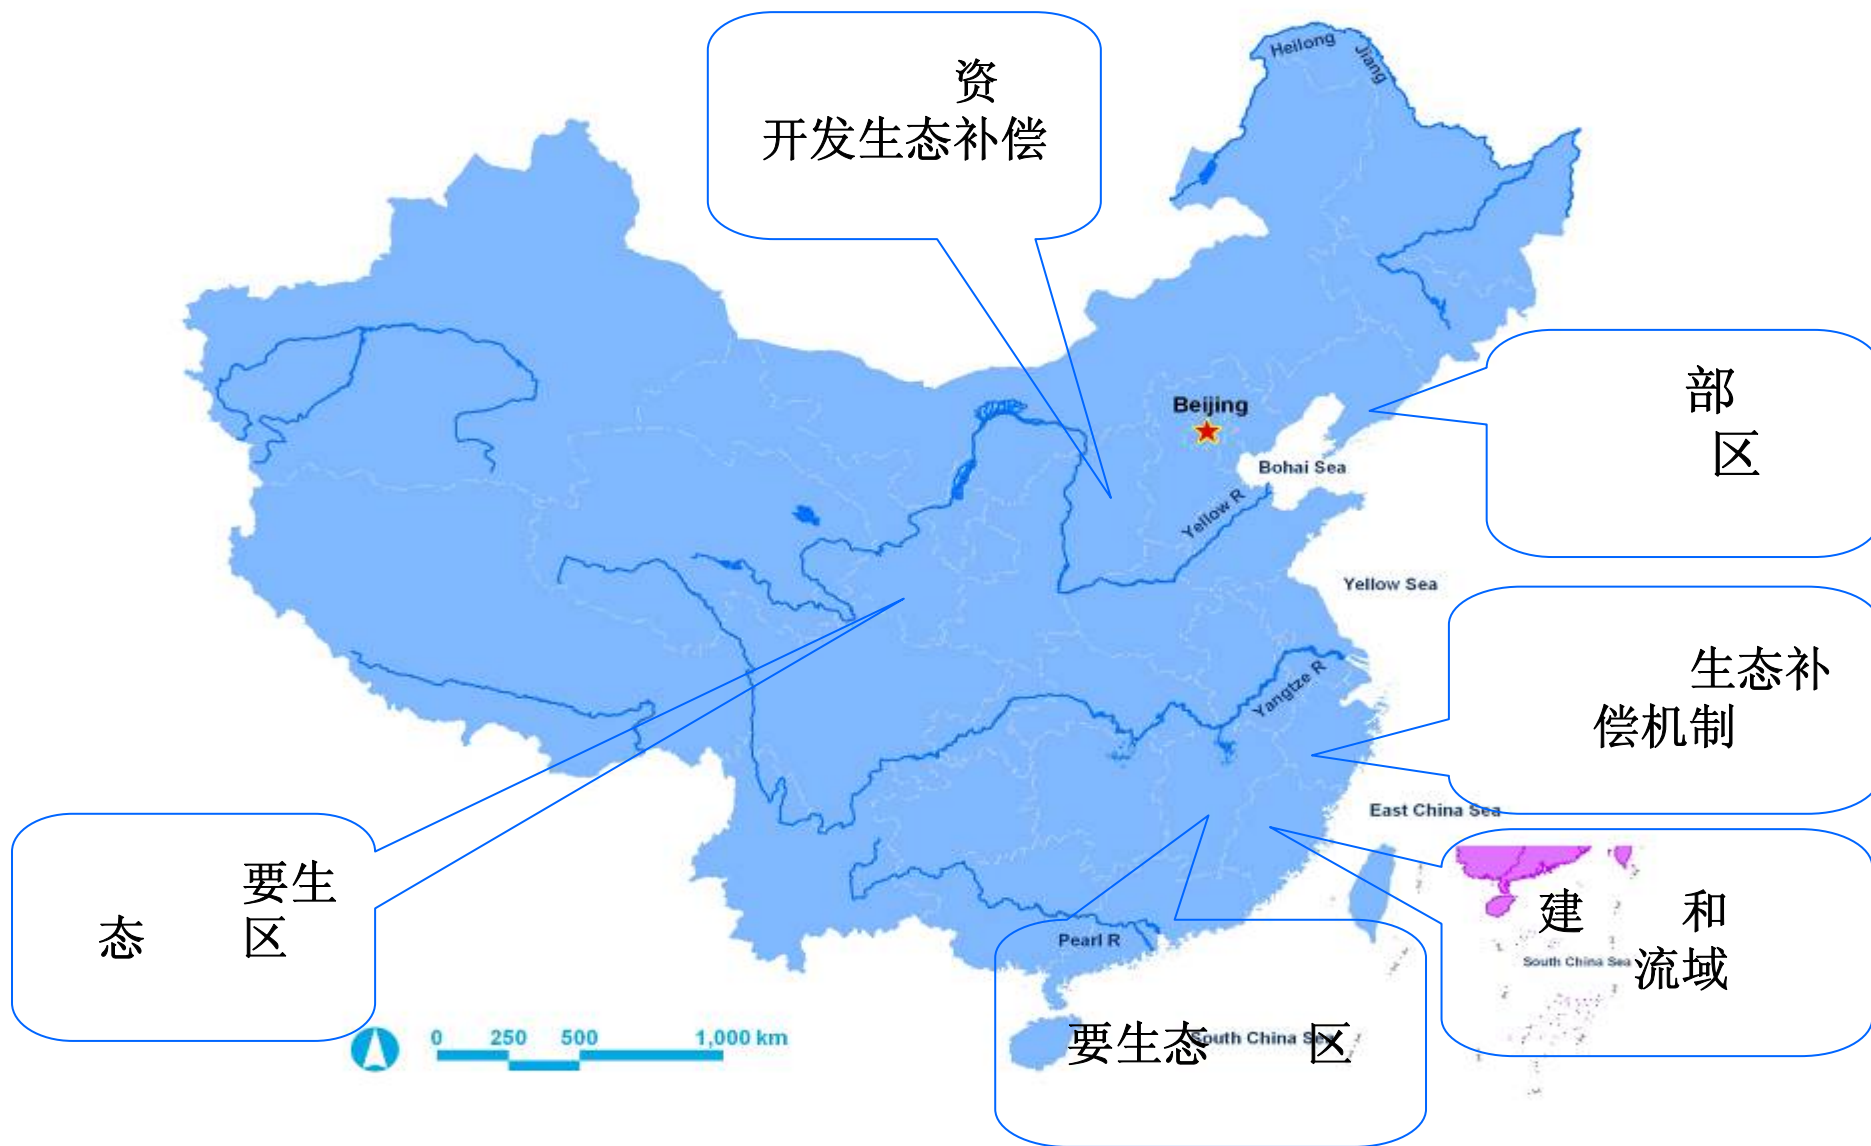 资
开发生态补偿
Heilong
Jiang
部
区
Beijing
Bohai Sea
Yellow R
Yellow Sea
生态补
偿机制
Yangtze R
East China Sea
要生
态 区
建 和
流域
South China Sea
Pearl R
要生态 区
South China Sea
0 250 500 1,000 km